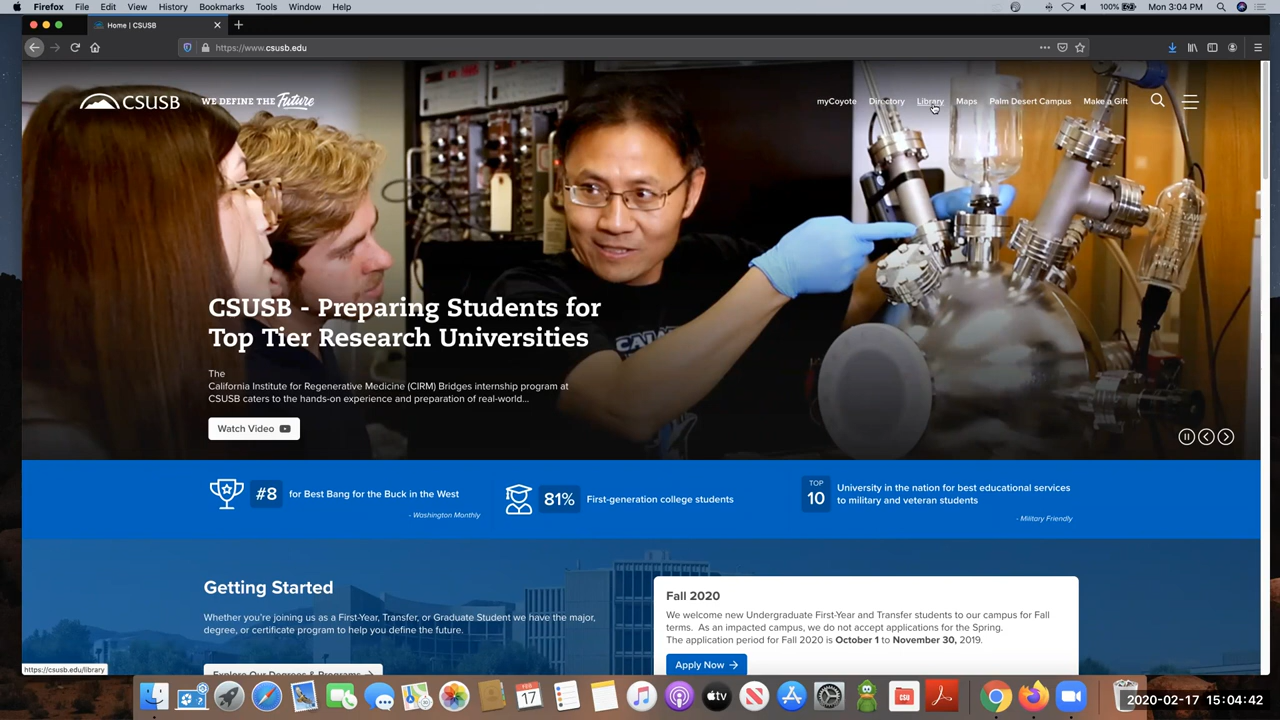 Firefox File Edit View History Bookmarks Tools Window Help 100% Mon 3:04 PM
Home | CSUSB
https://www.csusb.edu
CSUSB WE DEFINE THE Future myCoyote Directory Library Maps Palm Desert Campus Make a Gift
CSUSB - Preparing Students for
Top Tier Research Universities
The
California Institute for Regenerative Medicine (CIRM) Bridges internship program at
CSUSB caters to the hands-on experience and preparation of real-world...
Watch Video
#8 for Best Bang for the Buck in the West
- Washington Monthly
81% First-generation college students
TOP
10
University in the nation for best educational services
to military and veteran students
- Military Friendly
Getting Started
Whether you're joining us as a First-Year, Transfer, or Graduate Student we have the major,
degree, or certificate program to help you define the future.
Explore Our Degrees & Programs
Fall 2020
We welcome new Undergraduate First-Year and Transfer students to our campus for Fall
terms. As an impacted campus, we do not accept applications for the Spring.
The application period for Fall 2020 is October 1 to November 30, 2019.
Apply Now
https://csusb.edu/library
FEB
17
tv
2020-02-17 15:04:42